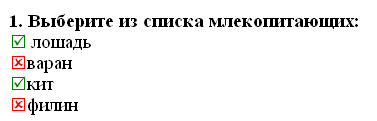 1. Выберите из списка млекопитающих:
☑ лошадь
☒ варан
☑ кит
☒ филин